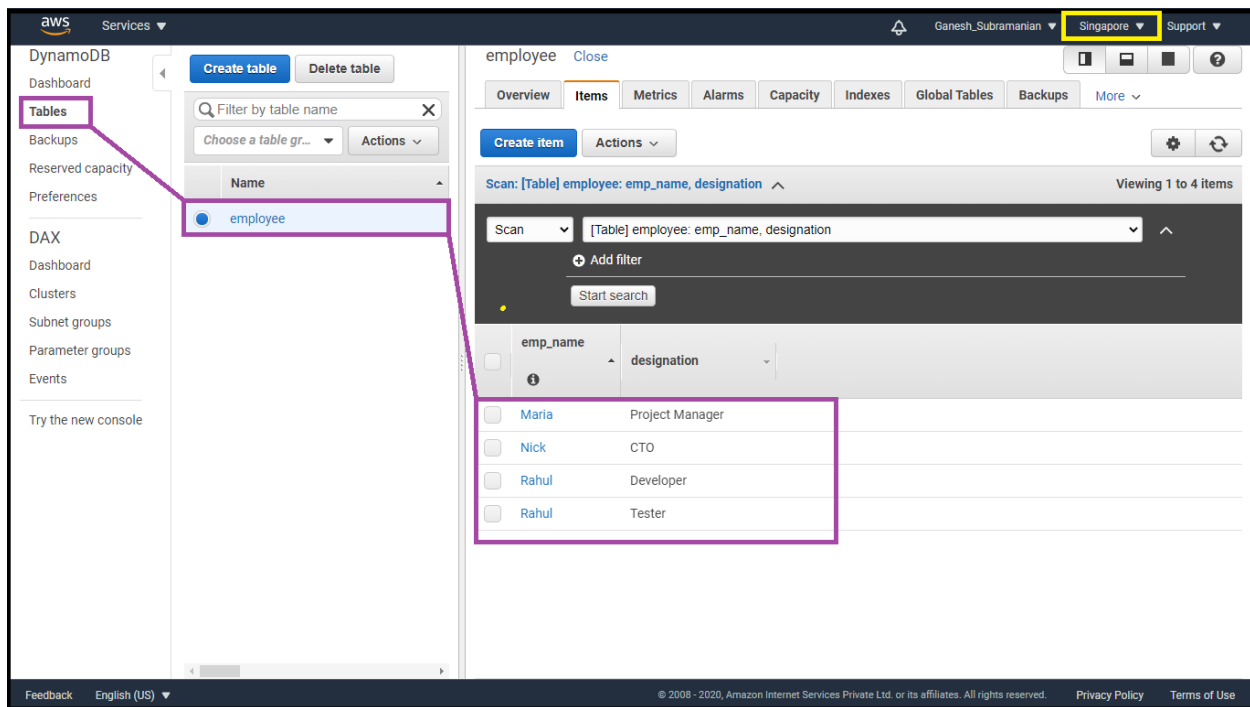 aws Services Ganesh_Subramanian Singapore Support
DynamoDB
Dashboard
Tables
Backups
Reserved capacity
Preferences
DAX
Dashboard
Clusters
Subnet groups
Parameter groups
Events
Try the new console
Create table Delete table
Filter by table name
Choose a table gr... Actions
Name
employee
employee Close
Overview Items Metrics Alarms Capacity Indexes Global Tables Backups More
Create item Actions
Scan: [Table] employee: emp_name, designation Viewing 1 to 4 items
Scan [Table] employee: emp_name, designation
Add filter
Start search
emp_name designation
Maria Project Manager
Nick CTO
Rahul Developer
Rahul Tester
Feedback English (US) © 2008 - 2020, Amazon Internet Services Private Ltd. or its affiliates. All rights reserved. Privacy Policy Terms of Use